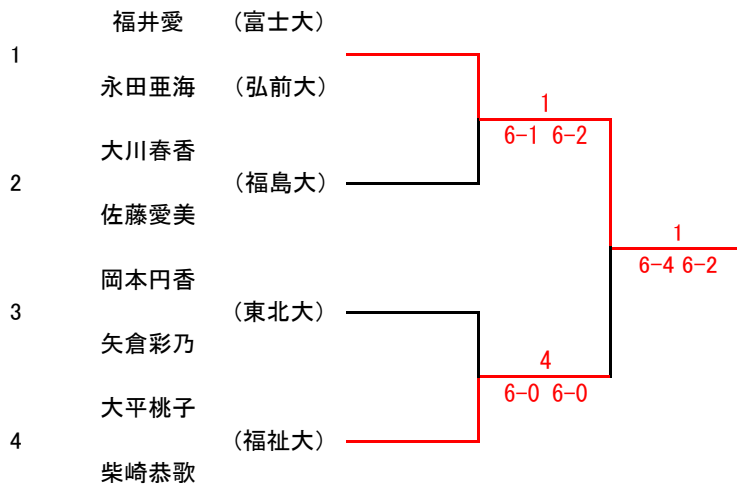 福井愛 （富士大）
1
永田亜海 （弘前大）
1
6-1 6-2
大川春香
2 （福島大）
佐藤愛美
1
6-4 6-2
岡本円香
3 （東北大）
矢倉彩乃
4
6-0 6-0
大平桃子
4 （福祉大）
柴崎恭歌